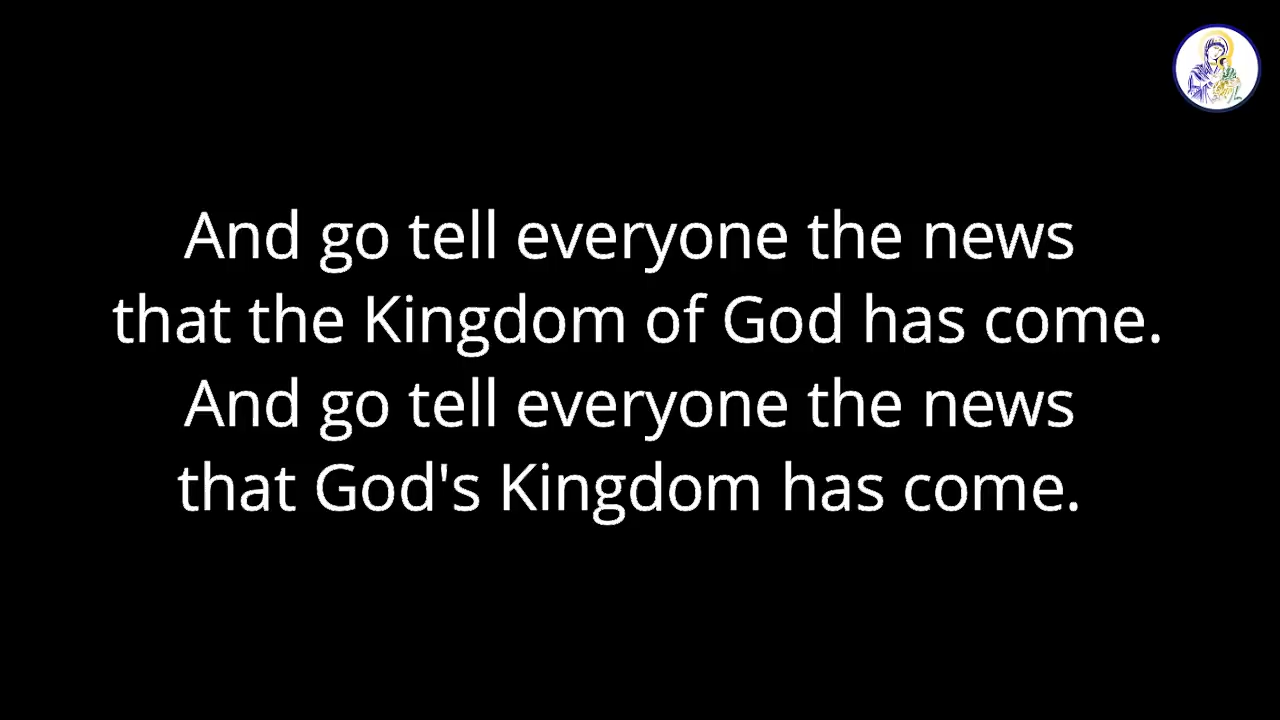 And go tell everyone the news
that the Kingdom of God has come.
And go tell everyone the news
that God's Kingdom has come.